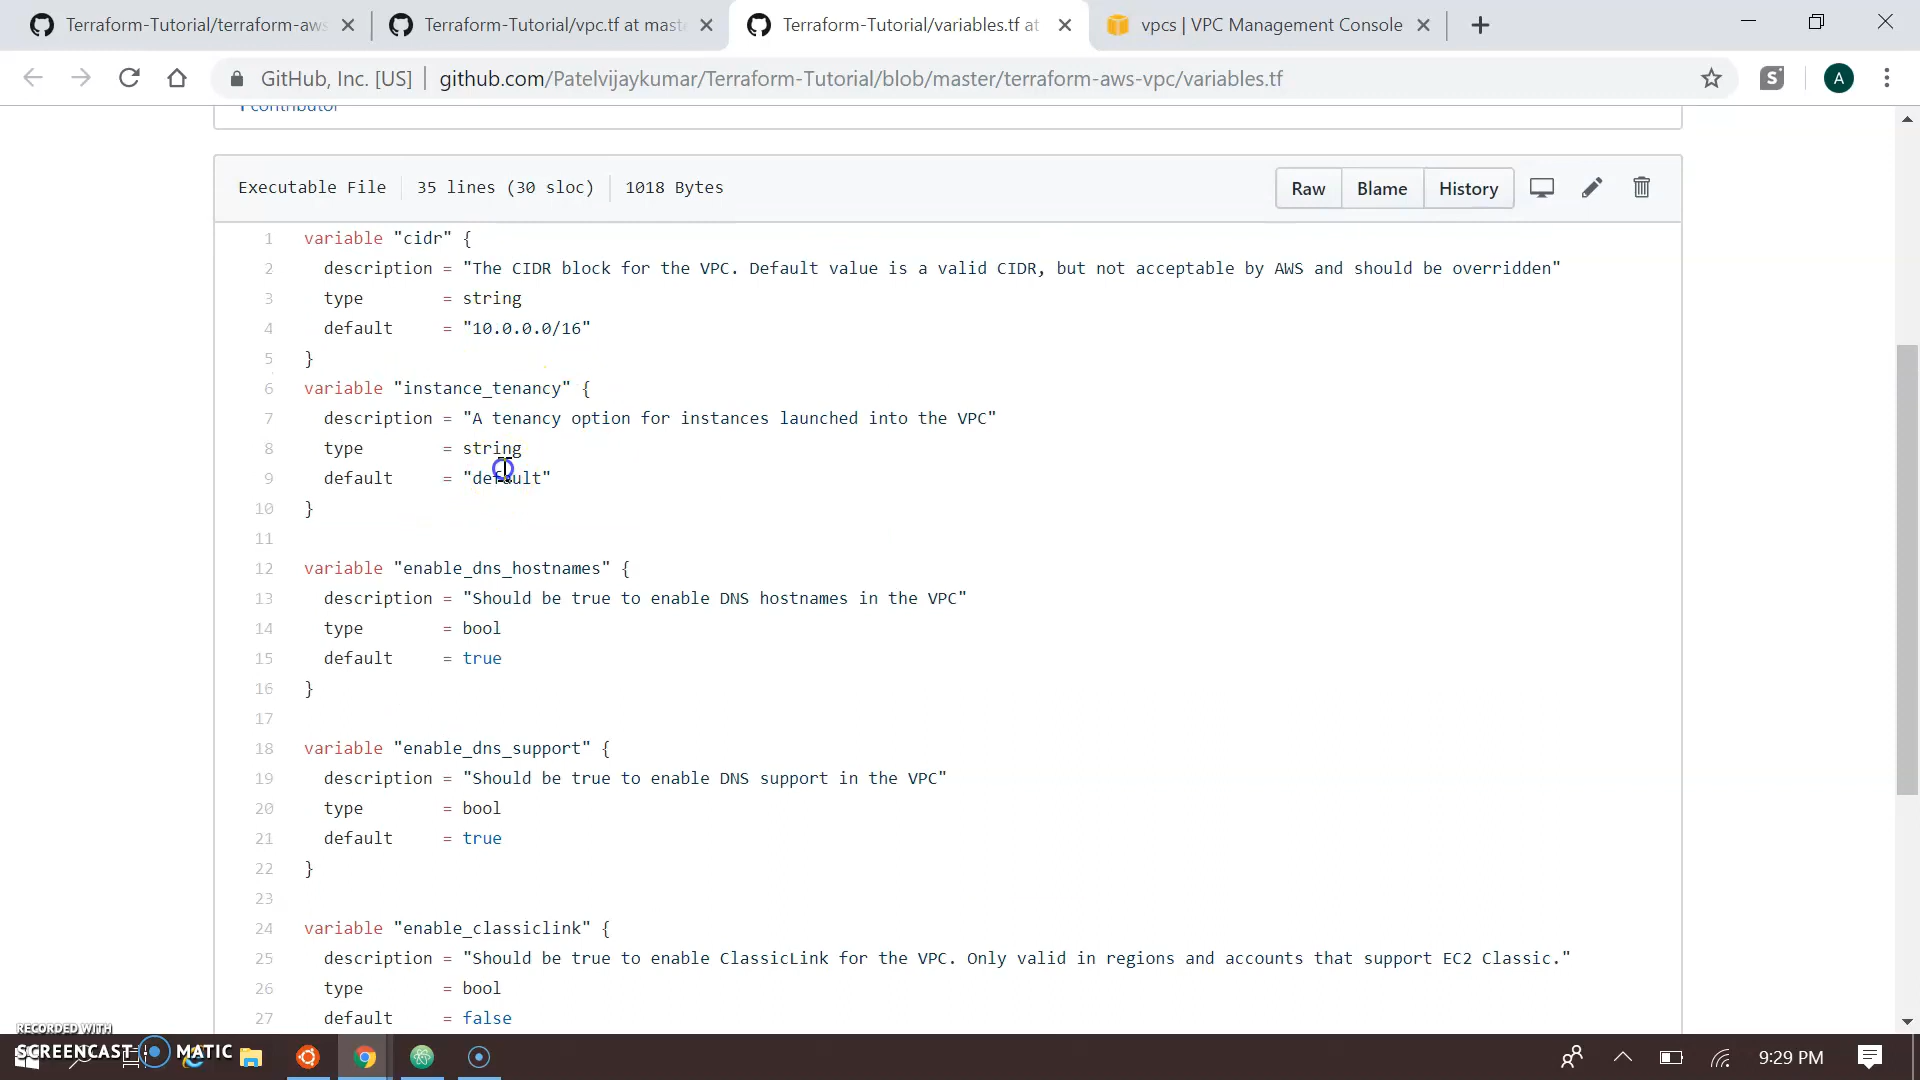 Terraform-Tutorial/terraform-aws
Terraform-Tutorial/vpc.tf at mast
Terraform-Tutorial/variables.tf at
vpcs | VPC Management Console
GitHub, Inc. [US]
github.com/Patelvijaykumar/Terraform-Tutorial/blob/master/terraform-aws-vpc/variables.tf
S
A
1 contributor
Executable File
35 lines (30 sloc)
1018 Bytes
Raw
Blame
History
1 variable "cidr" {
2 description = "The CIDR block for the VPC. Default value is a valid CIDR, but not acceptable by AWS and should be overridden"
3 type = string
4 default = "10.0.0.0/16"
5 }
6 variable "instance_tenancy" {
7 description = "A tenancy option for instances launched into the VPC"
8 type = string
9 default = "default"
10 }
11
12 variable "enable_dns_hostnames" {
13 description = "Should be true to enable DNS hostnames in the VPC"
14 type = bool
15 default = true
16 }
17
18 variable "enable_dns_support" {
19 description = "Should be true to enable DNS support in the VPC"
20 type = bool
21 default = true
22 }
23
24 variable "enable_classiclink" {
25 description = "Should be true to enable ClassicLink for the VPC. Only valid in regions and accounts that support EC2 Classic."
26 type = bool
27 default = false
RECORDED WITH
SCREENCAST MATIC
9:29 PM